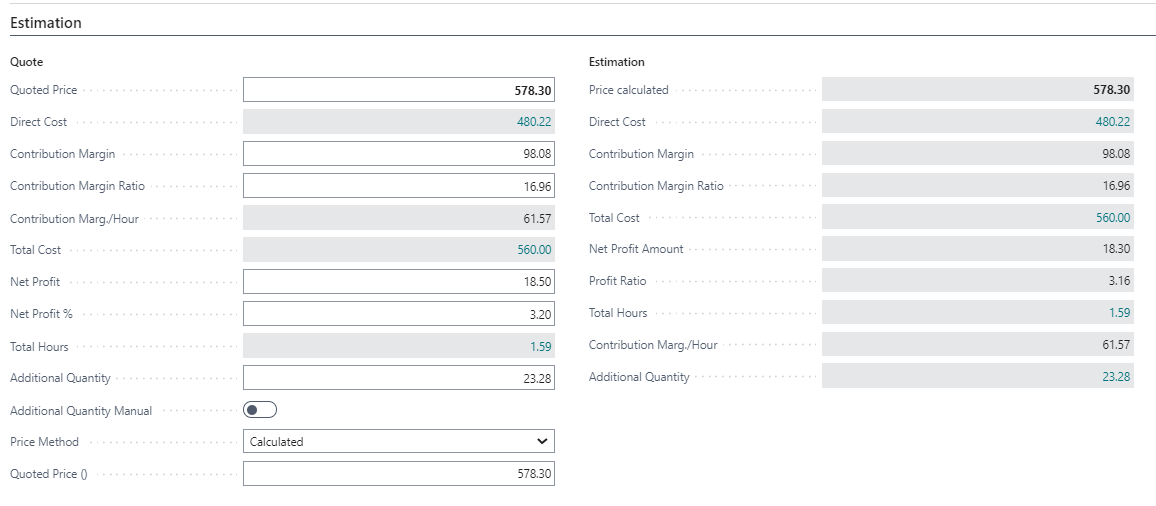 Estimation
Quote
Quoted Price 578.30
Direct Cost 480.22
Contribution Margin 98.08
Contribution Margin Ratio 16.96
Contribution Marg./Hour 61.57
Total Cost 560.00
Net Profit 18.50
Net Profit % 3.20
Total Hours 1.59
Additional Quantity 23.28
Additional Quantity Manual
Price Method Calculated
Quoted Price () 578.30
Estimation
Price calculated 578.30
Direct Cost 480.22
Contribution Margin 98.08
Contribution Margin Ratio 16.96
Total Cost 560.00
Net Profit Amount 18.30
Profit Ratio 3.16
Total Hours 1.59
Contribution Marg./Hour 61.57
Additional Quantity 23.28